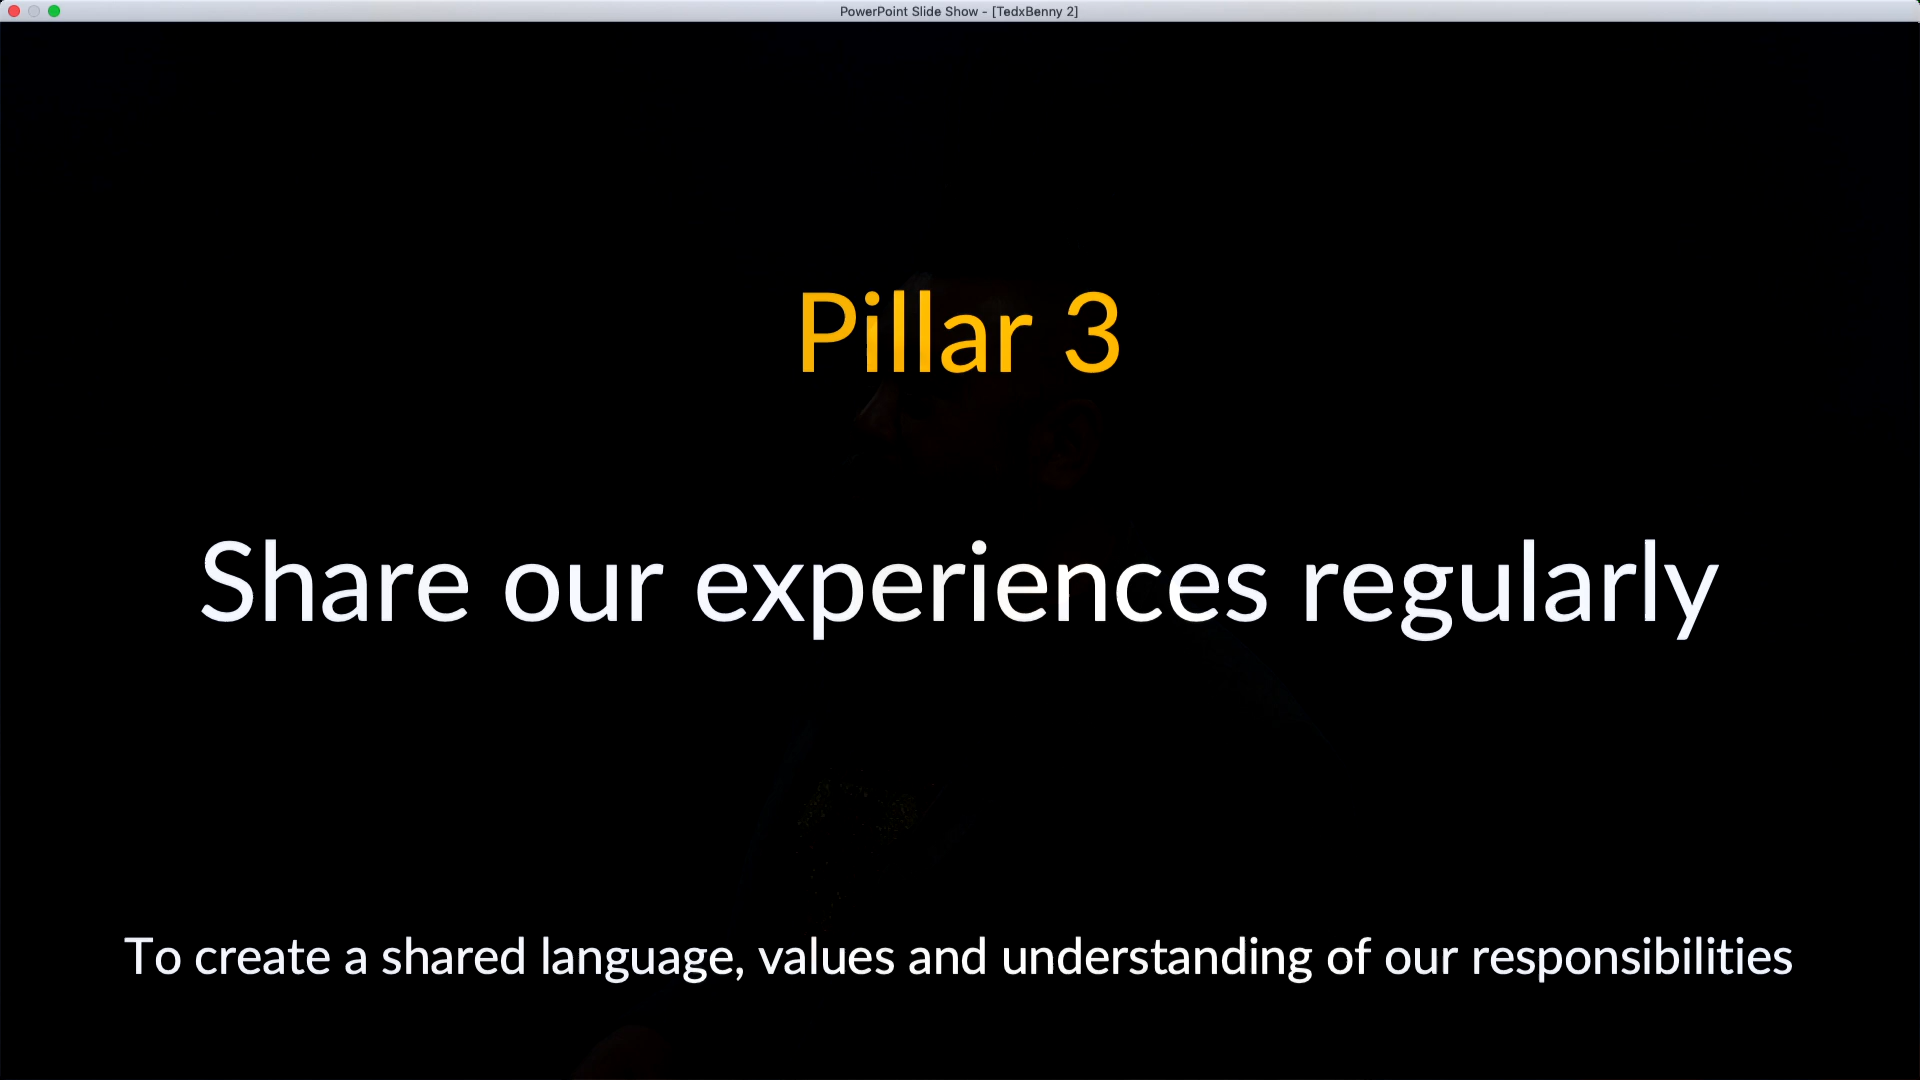 PowerPoint Slide Show - [TedxBenny 2]
Pillar 3
Share our experiences regularly
To create a shared language, values and understanding of our responsibilities